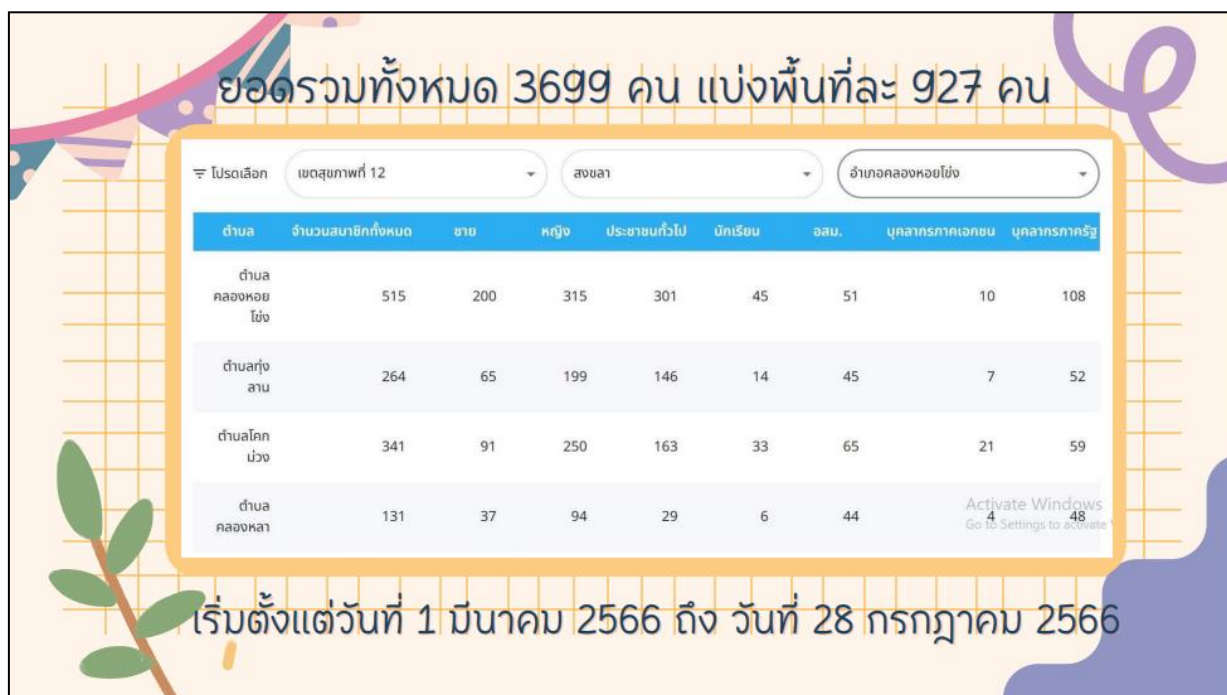 ยอดรวมทั้งหมด 3699 คน แบ่งพื้นที่ละ 927 คน
โปรดเลือก เขตสุขภาพที่ 12 สงขลา อำเภอคลองหอยโข่ง
ตำบล จำนวนสมาชิกทั้งหมด ชาย หญิง ประชาชนทั่วไป นักเรียน อสม. บุคลากรภาคเอกชน บุคลากรภาครัฐ
ตำบล
คลองหอย 515 200 315 301 45 51 10 108
โข่ง
ตำบลทุ่ง 264 65 199 146 14 45 7 52
ลาน
ตำบลโคก 341 91 250 163 33 65 21 59
ม่วง
ตำบล 131 37 94 29 6 44 4 48
คลองหลา
Activate Windows
Go to Settings to activate
เริ่มตั้งแต่วันที่ 1 มีนาคม 2566 ถึง วันที่ 28 กรกฎาคม 2566